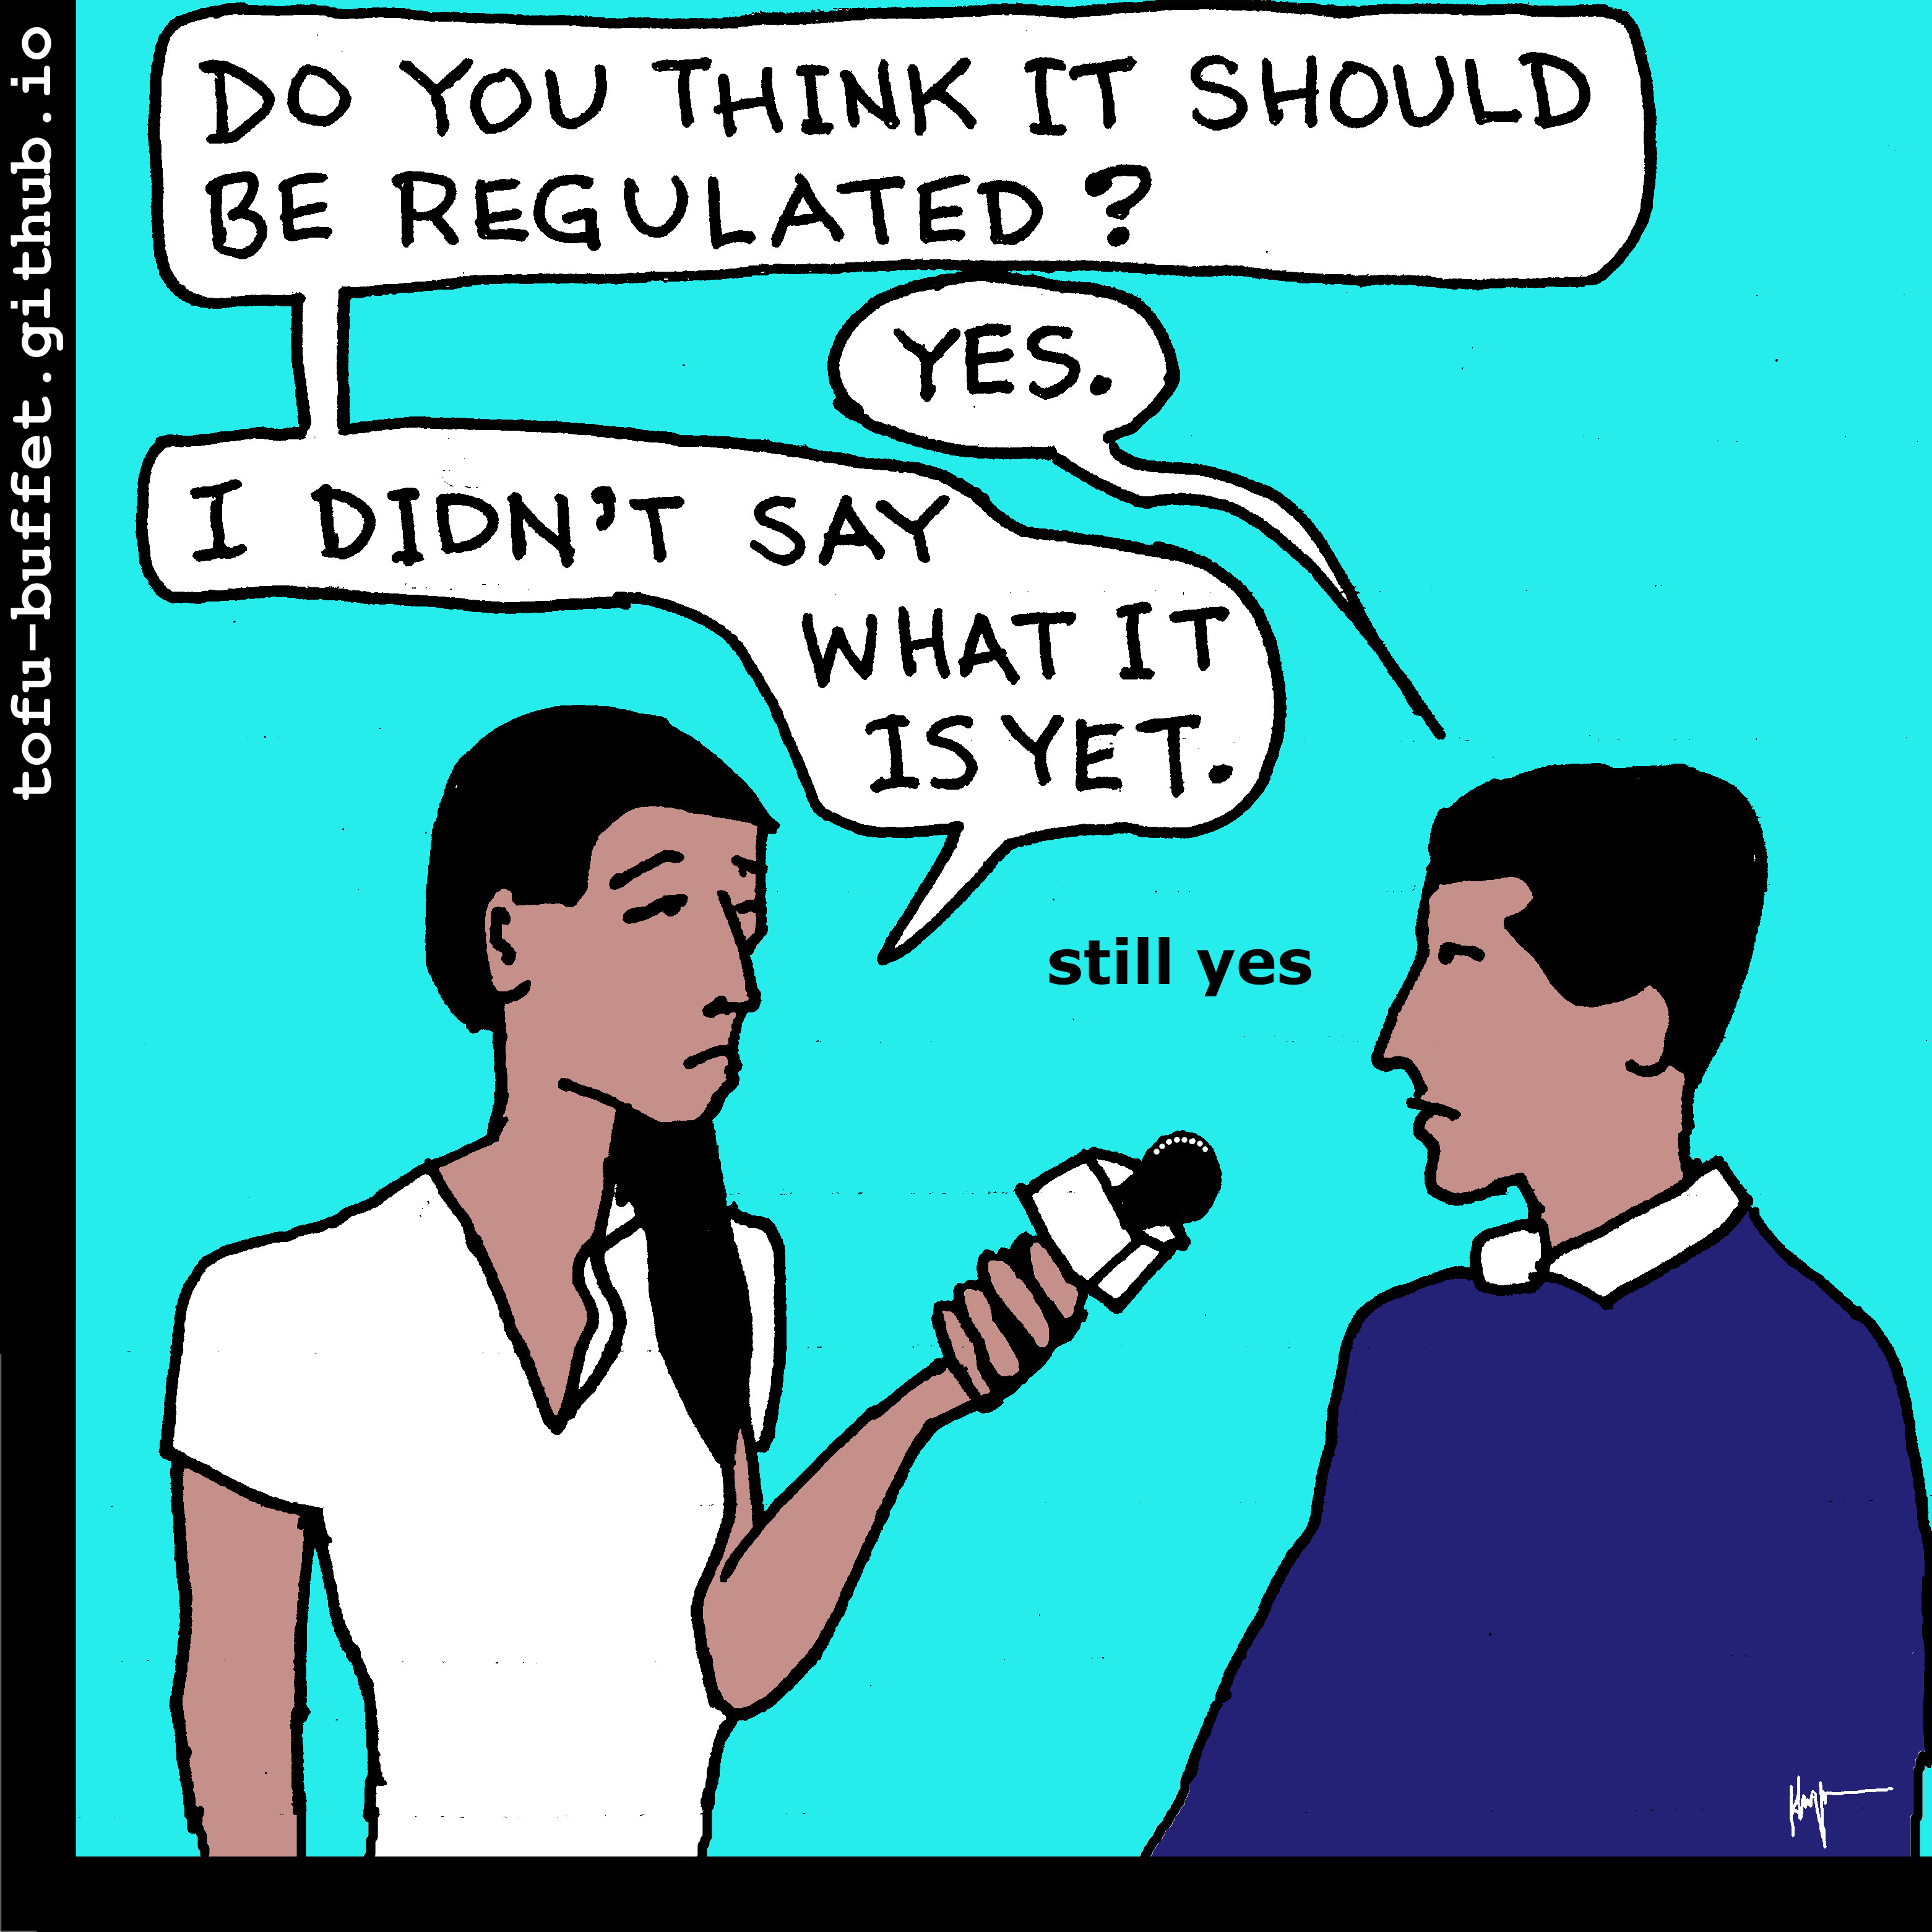 DO YOU THINK IT SHOULD
BE REGULATED?
YES.
I DIDN'T SAY
WHAT IT
IS YET.
still yes
tofu-buffet.github.io